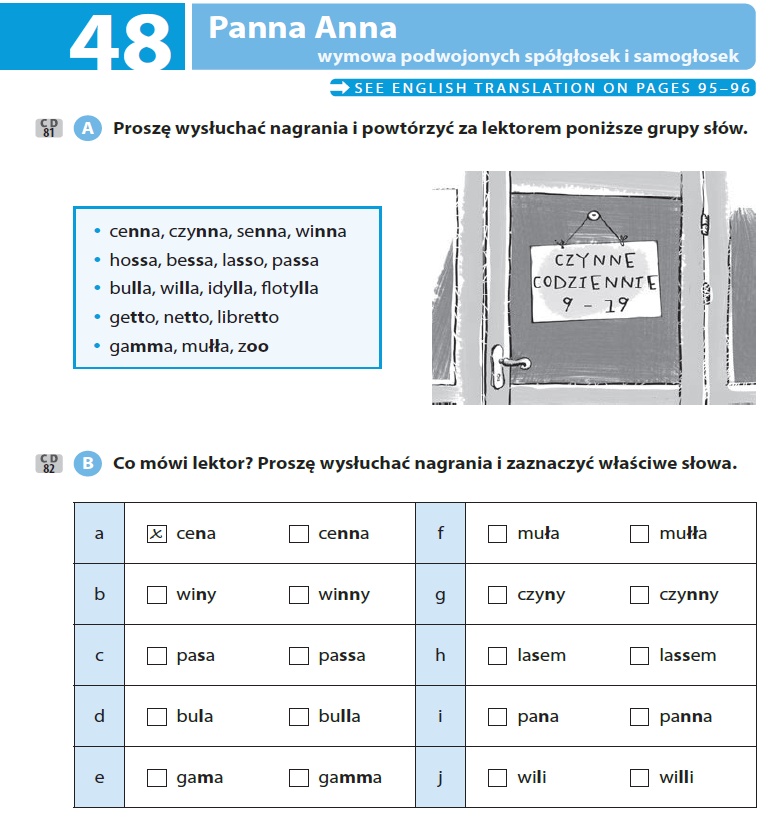 48
Panna Anna
wymowa podwojonych spółgłosek i samogłosek
SEE ENGLISH TRANSLATION ON PAGES 95–96
CD 81 A Proszę wysłuchać nagrania i powtórzyć za lektorem poniższe grupy słów.
• cenna, czynna, senna, winna
• hossa, bessa, lasso, passa
• bulla, willa, idylla, flotylla
• getto, netto, libretto
• gamma, mułła, zoo
CZYNNE
CODZIENNIE
9 – 19
CD 82 B Co mówi lektor? Proszę wysłuchać nagrania i zaznaczyć właściwe słowa.
a x cena cenna f muła mułła
b winy winny g czyny czynny
c pasa passa h lasem lassem
d bula bulla i pana panna
e gama gamma j wili willi